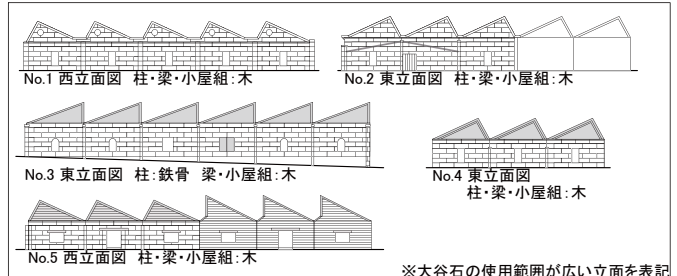 No.1 西立面図 柱・梁・小屋組:木
No.2 東立面図 柱・梁・小屋組:木
No.3 東立面図 柱:鉄骨 梁・小屋組:木
No.4 東立面図
柱・梁・小屋組:木
No.5 西立面図 柱・梁・小屋組:木
※大谷石の使用範囲が広い立面を表記